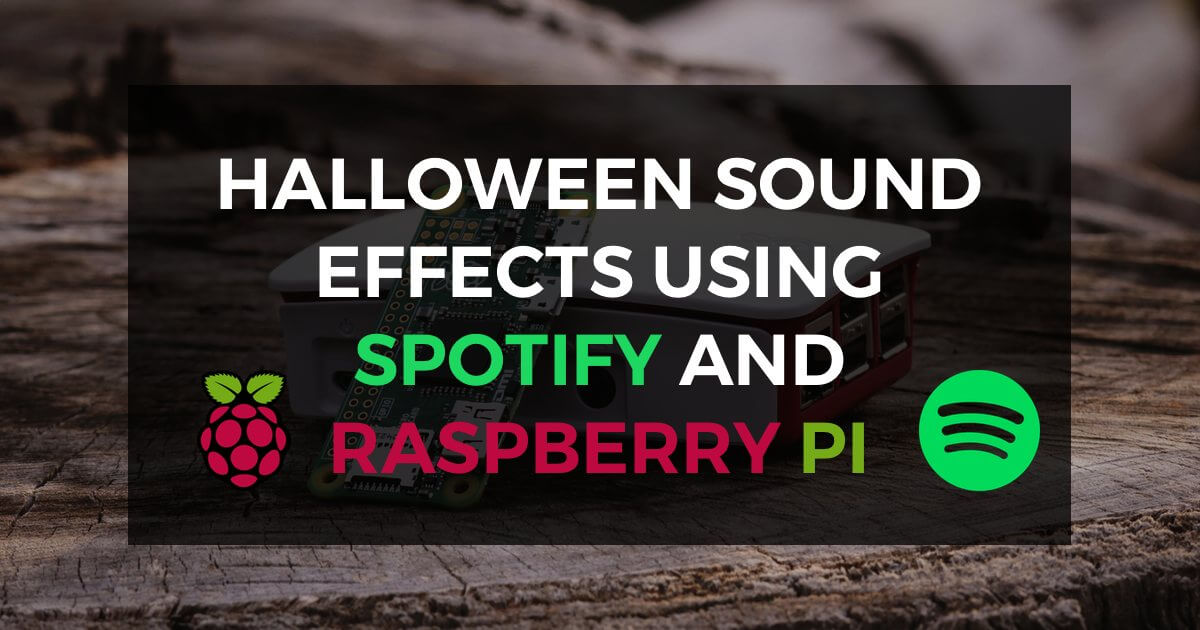 HALLOWEEN SOUND
EFFECTS USING
SPOTIFY AND
RASPBERRY PI